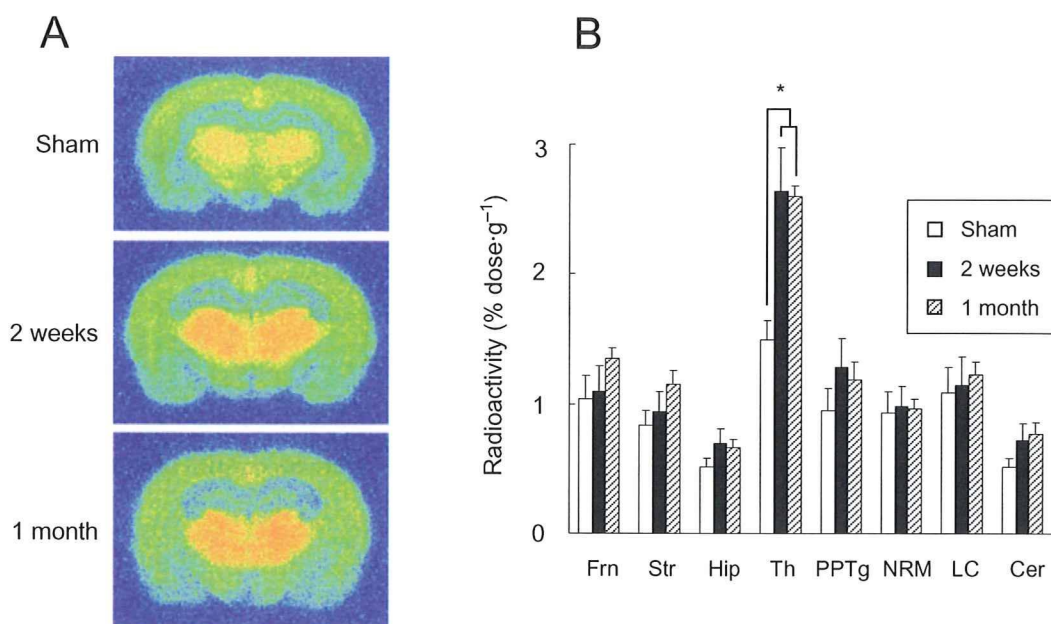 A
Sham
2 weeks
1 month
B
*
Radioactivity (% dose·g⁻¹)
3
2
1
0
Sham
2 weeks
1 month
Frn Str Hip Th PPTg NRM LC Cer